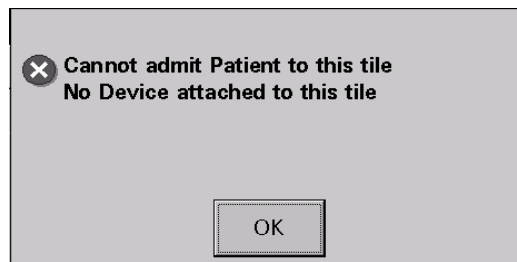 Cannot admit Patient to this tile
No Device attached to this tile
OK